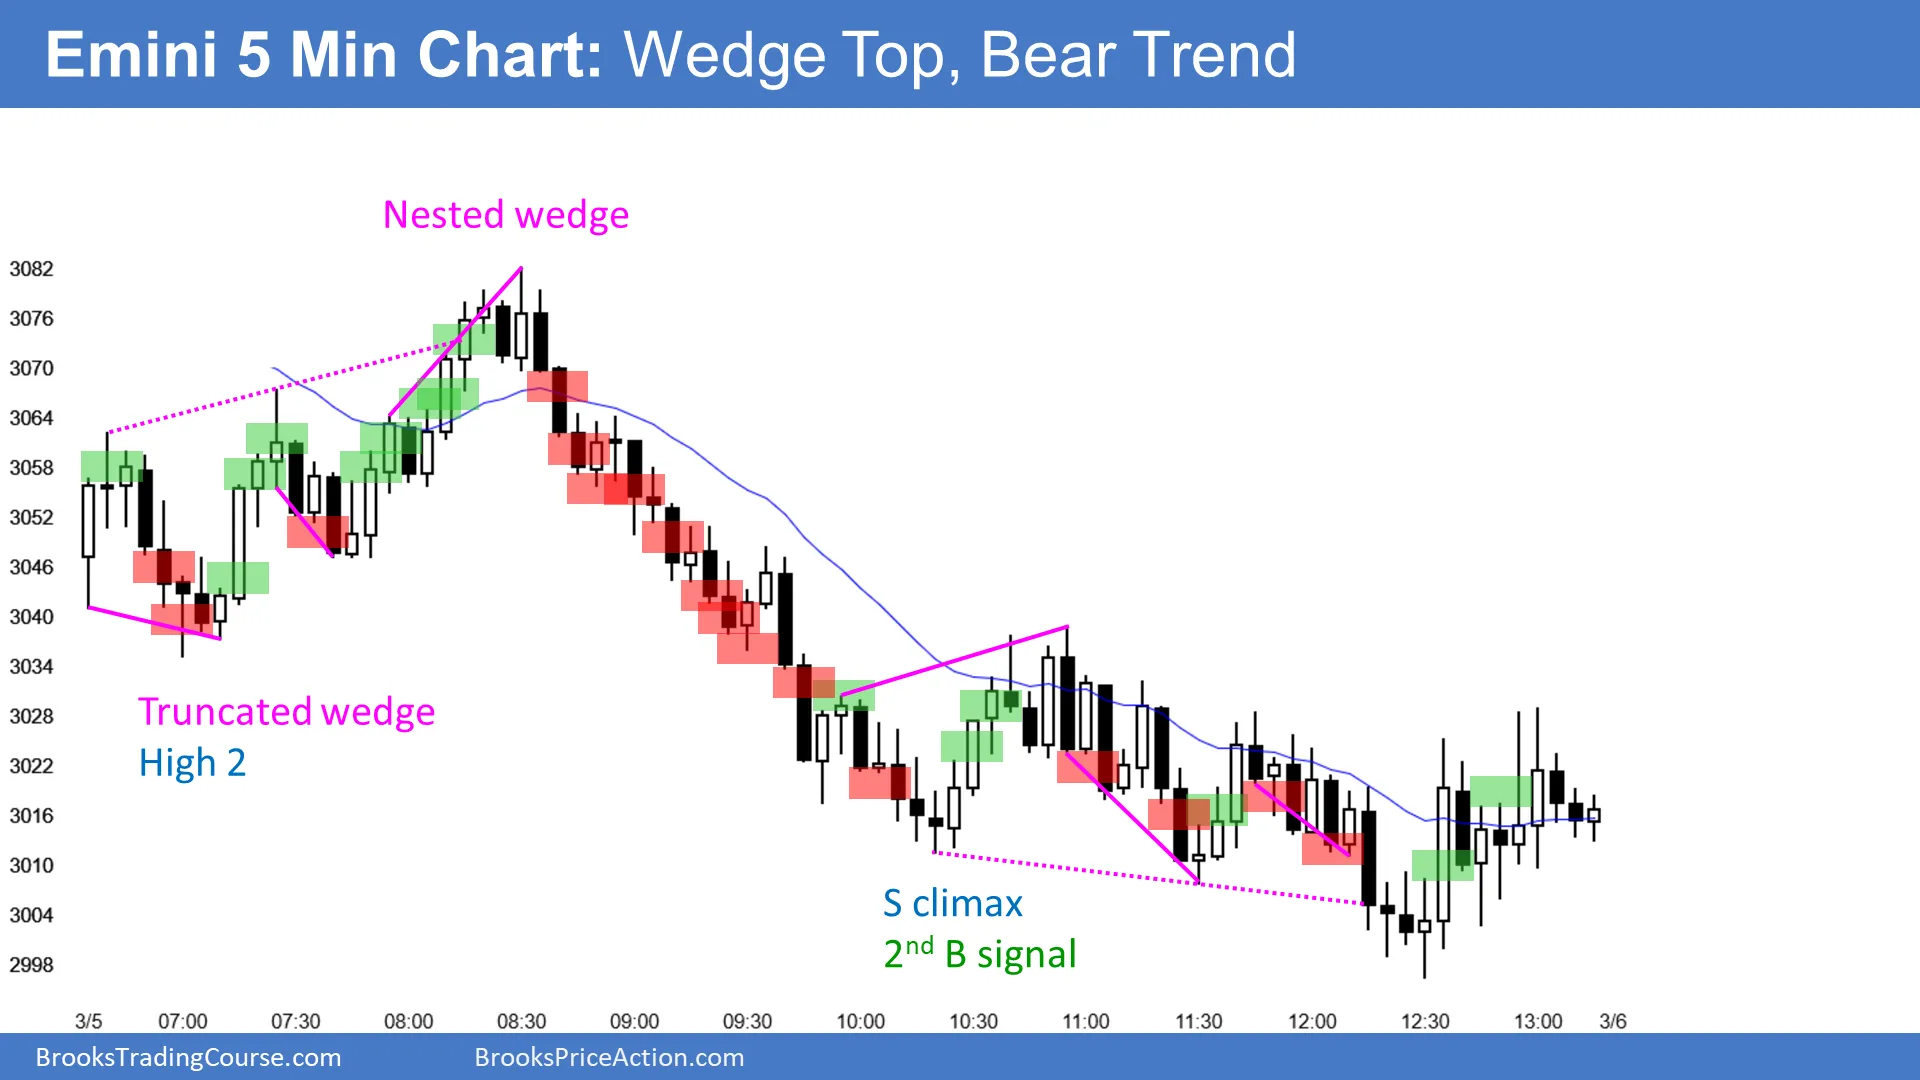 Emini 5 Min Chart: Wedge Top, Bear Trend
Nested wedge
3082
3076
3070
3064
3058
3052
3046
3040
3034
3028
3022
3016
3010
3004
2998
Truncated wedge
High 2
S climax
2nd B signal
3/5 07:00 07:30 08:00 08:30 09:00 09:30 10:00 10:30 11:00 11:30 12:00 12:30 13:00 3/6
BrooksTradingCourse.com BrooksPriceAction.com